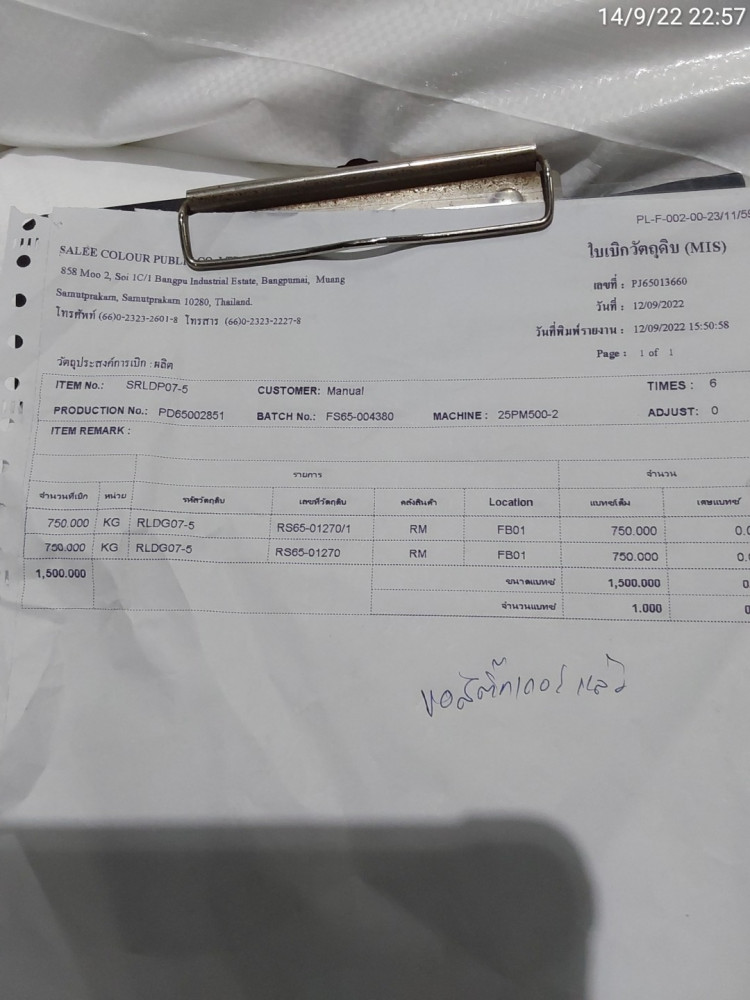 14/9/22 22:57
PL-F-002-00-23/11/55
SALEE COLOUR PUBLIC
858 Moo 2, Soi 1C/1 Bangpu Industrial Estate, Bangpumai, Muang
Samutprakarn, Samutprakarn 10280, Thailand.
โทรศัพท์ (66)0-2323-2601-8 โทรสาร (66)0-2323-2227-8
ใบเบิกวัตถุดิบ (MIS)
เลขที่ : PJ65013660
วันที่ : 12/09/2022
วันที่พิมพ์รายงาน : 12/09/2022 15:50:58
Page : 1 of 1
วัตถุประสงค์การเบิก : ผลิต
ITEM No.: SRLDP07-5 CUSTOMER: Manual TIMES : 6
PRODUCTION No.: PD65002851 BATCH No.: FS65-004380 MACHINE : 25PM500-2 ADJUST: 0
ITEM REMARK :
รายการ จำนวน
จำนวนที่เบิก หน่วย รหัสวัตถุดิบ เลขที่วัตถุดิบ คลังสินค้า Location แบทช์เต็ม เศษแบทช์
750.000 KG RLDG07-5 RS65-01270/1 RM FB01 750.000 0.0
750.000 KG RLDG07-5 RS65-01270 RM FB01 750.000 0.
1,500.000 ขนาดแบทช์ 1,500.000 0
จำนวนแบทช์ 1.000 0
ขอสติ๊กเกอร์ แล้ว